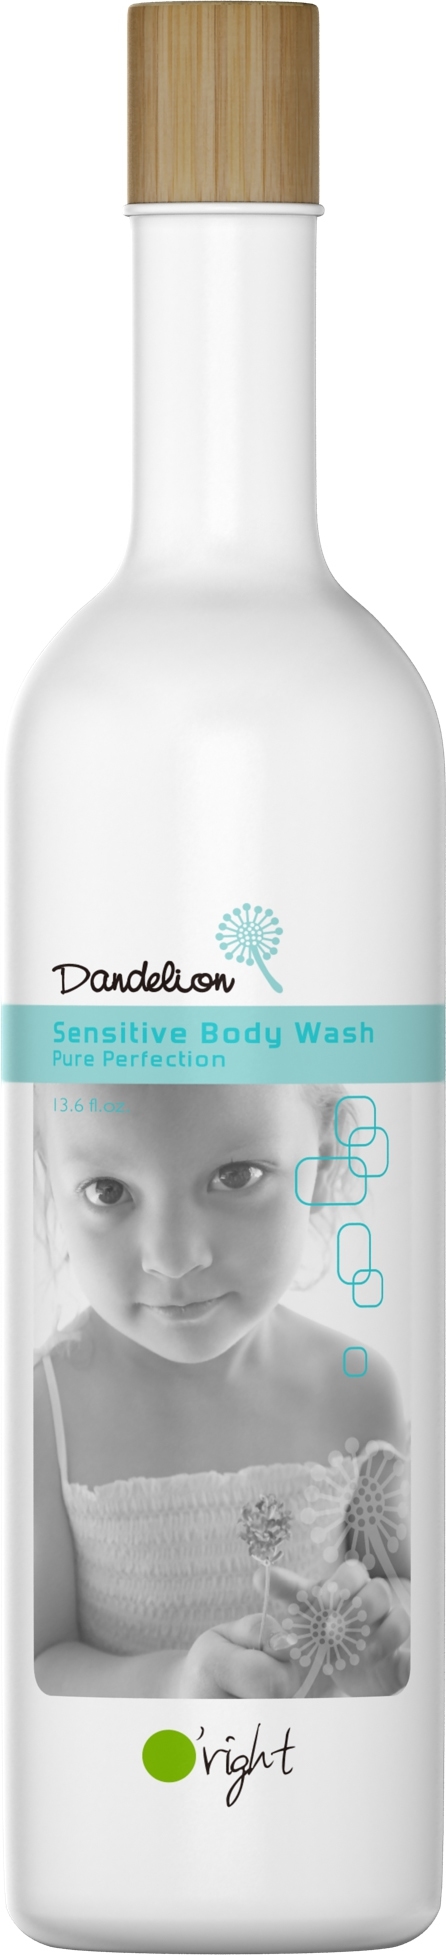 Dandelion
Sensitive Body Wash
Pure Perfection
13.6 fl.oz.
O'right